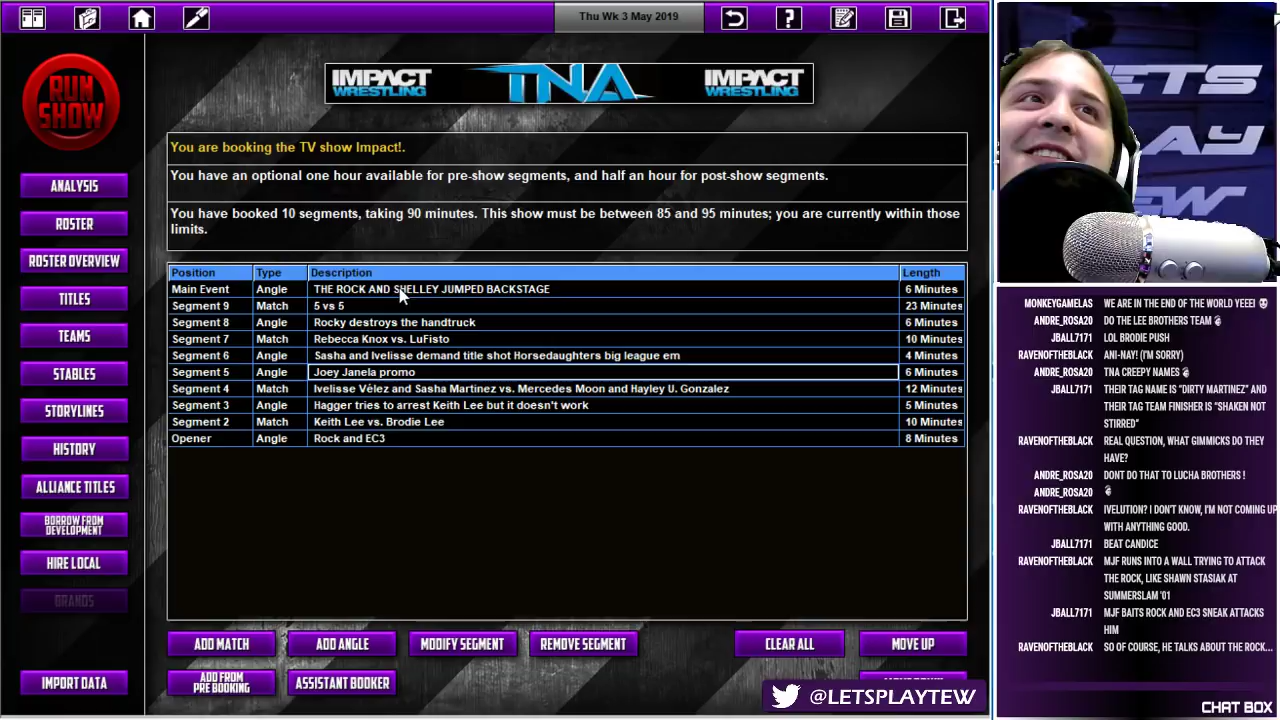 Thu Wk 3 May 2019
IMPACT WRESTLING TNA IMPACT WRESTLING
RUN SHOW
You are booking the TV show Impact!.
You have an optional one hour available for pre-show segments, and half an hour for post-show segments.
You have booked 10 segments, taking 90 minutes. This show must be between 85 and 95 minutes; you are currently within those
limits.
ANALYSIS
ROSTER
ROSTER OVERVIEW
TITLES
TEAMS
STABLES
STORYLINES
HISTORY
ALLIANCE TITLES
BORROW FROM
DEVELOPMENT
HIRE LOCAL
BRANDS
IMPORT DATA
Position Type Description Length
Main Event Angle THE ROCK AND SHELLEY JUMPED BACKSTAGE 6 Minutes
Segment 9 Match 5 vs 5 23 Minutes
Segment 8 Angle Rocky destroys the handtruck 6 Minutes
Segment 7 Match Rebecca Knox vs. LuFisto 10 Minutes
Segment 6 Angle Sasha and Ivelisse demand title shot Horsedaughters big league em 4 Minutes
Segment 5 Angle Joey Janela promo 6 Minutes
Segment 4 Match Ivelisse Vélez and Sasha Martinez vs. Mercedes Moon and Hayley U. Gonzalez 12 Minutes
Segment 3 Angle Hagger tries to arrest Keith Lee but it doesn't work 5 Minutes
Segment 2 Match Keith Lee vs. Brodie Lee 10 Minutes
Opener Angle Rock and EC3 8 Minutes
ADD MATCH
ADD ANGLE
MODIFY SEGMENT
REMOVE SEGMENT
CLEAR ALL
MOVE UP
ADD FROM
PRE BOOKING
ASSISTANT BOOKER
@LETSPLAYTEW
MONKEYGAMELAS WE ARE IN THE END OF THE WORLD YEEE!
ANDRE_ROSA20 DO THE LEE BROTHERS TEAM
JBALL7171 LOL BRODIE PUSH
RAVENOFTHEBLACK ANI-NAY! (I'M SORRY)
ANDRE_ROSA20 TNA CREEPY NAMES
JBALL7171 THEIR TAG NAME IS "DIRTY MARTINEZ" AND
THEIR TAG TEAM FINISHER IS "SHAKEN NOT
STIRRED"
RAVENOFTHEBLACK REAL QUESTION, WHAT GIMMICKS DO THEY
HAVE?
ANDRE_ROSA20 DONT DO THAT TO LUCHA BROTHERS !
ANDRE_ROSA20
RAVENOFTHEBLACK IVELUTION? I DON'T KNOW, I'M NOT COMING UP
WITH ANYTHING GOOD.
JBALL7171 BEAT CANDICE
RAVENOFTHEBLACK MJF RUNS INTO A WALL TRYING TO ATTACK
THE ROCK, LIKE SHAWN STASIAK AT
SUMMERSLAM '01
JBALL7171 MJF BAITS ROCK AND EC3 SNEAK ATTACKS
HIM
RAVENOFTHEBLACK SO OF COURSE, HE TALKS ABOUT THE ROCK...
CHAT BOX